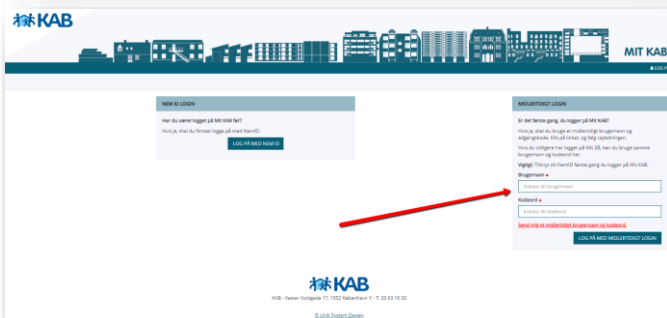 KAB
MIT KAB
LOG PÅ
NEM ID LOGIN
Har du været logget på Mit KAB før?
Hvis ja, skal du fortsat logge på med NemID.
LOG PÅ MED NEM ID
MIDLERTIDIGT LOGIN
Er det første gang, du logger på Mit KAB?
Hvis ja, skal du bruge et midlertidigt brugernavn og
adgangskode. Klik på linket, og følg vejledningen.
Hvis du tidligere har logget på Mit 3B, kan du bruge samme
brugernavn og kodeord her.
Vigtigt: Tilknyt dit NemID første gang du logger på Mit KAB.
Brugernavn
Indtast dit brugernavn
Kodeord
Indtast dit kodeord
Send mig et midlertidigt brugernavn og kodeord.
LOG PÅ MED MIDLERTIDIGT LOGIN
KAB
KAB - Vester Voldgade 17, 1552 København V - T: 33 63 10 00
© Unik System Design